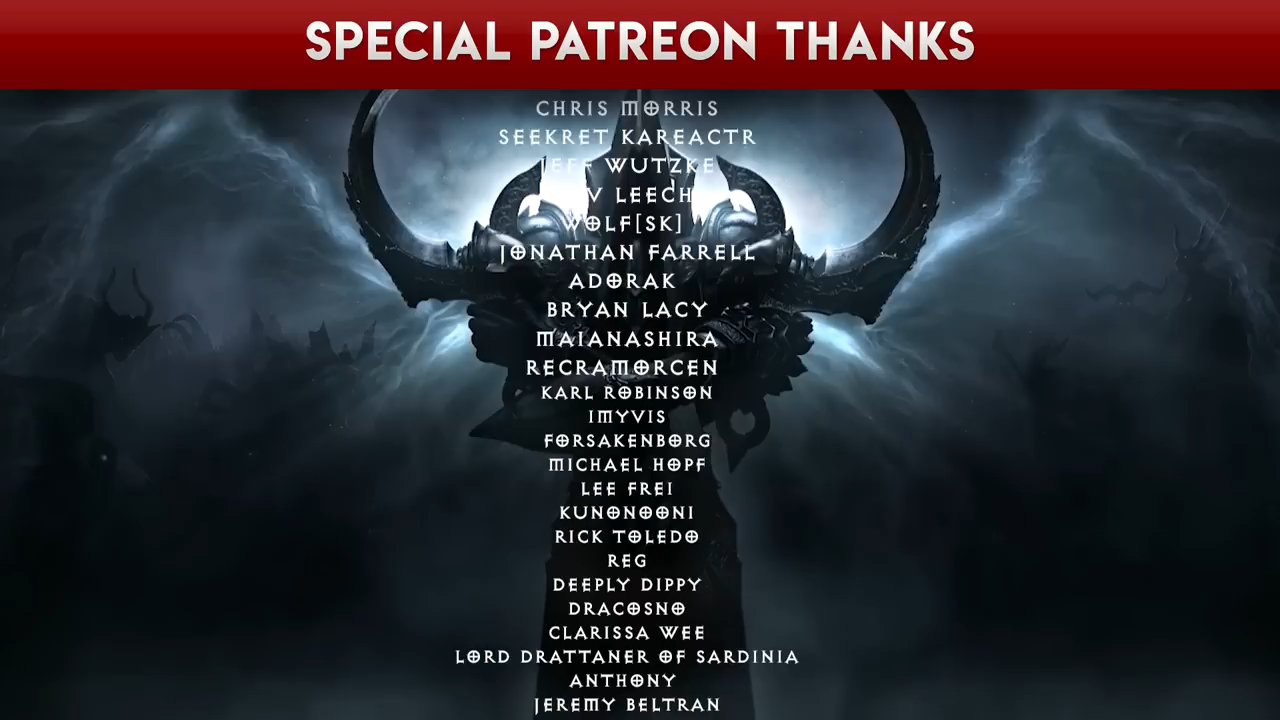 SPECIAL PATREON THANKS
CHRIS MORRIS
SEEKRET KAREACTR
JEFF WUTZKE
LEECH
WOLF[SK]
JONATHAN FARRELL
ADORAK
BRYAN LACY
MAIANASHIRA
RECRAMORCEN
KARL ROBINSON
IMYVIS
FORSAKENBORG
MICHAEL HOPF
LEE FREI
KUNONOONI
RICK TOLEDO
REG
DEEPLY DIPPY
DRACOSNO
CLARISSA WEE
LORD DRATTANER OF SARDINIA
ANTHONY
JEREMY BELTRAN